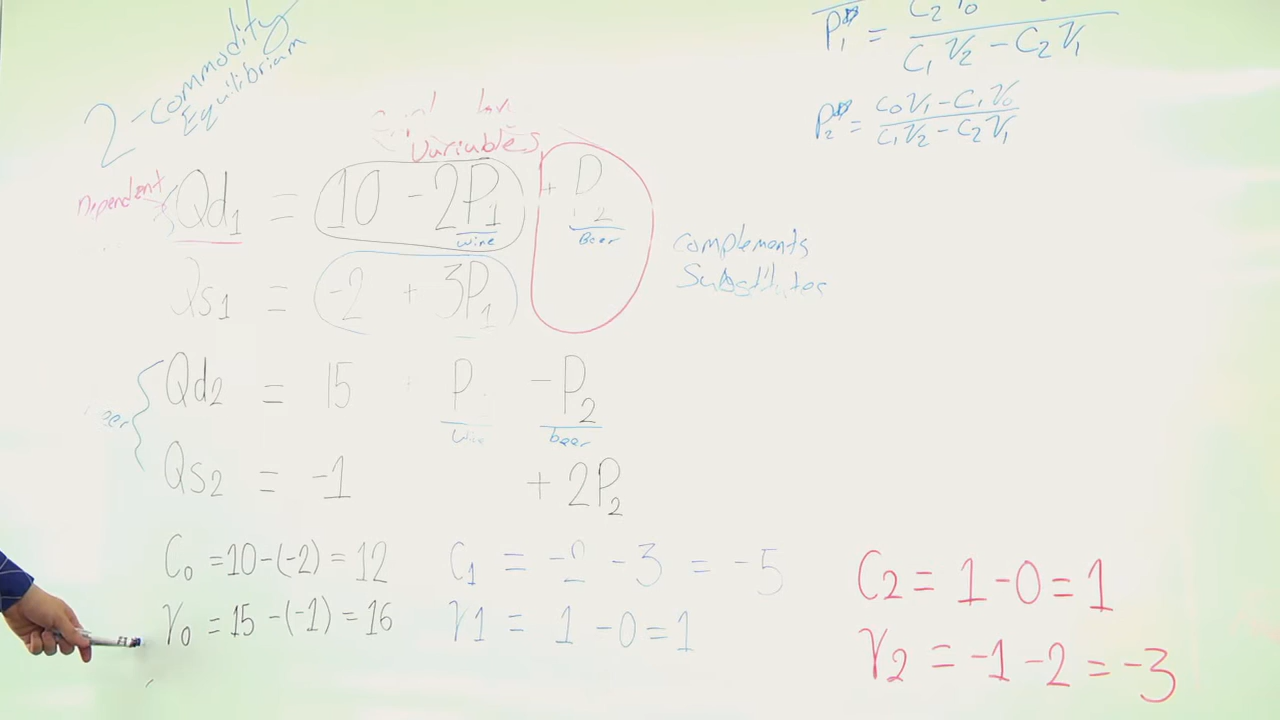 2-commodity
Equilibriam
P1* = C2 γ0 / C1 γ2 - C2 γ1
P2* = C0 γ1 - C1 γ0 / C1 γ2 - C2 γ1
Variables
Dependent
Qd1 = 10 - 2P1 + P2
wine Beer
Qs1 = -2 + 3P1
complements
Substitutes
Qd2 = 15 P - P2
beer
Qs2 = -1 + 2P2
C0 = 10-(-2) = 12 C1 = -2 - 3 = -5 C2 = 1-0 = 1
γ0 = 15-(-1) = 16 γ1 = 1 - 0 = 1 γ2 = -1 - 2 = -3